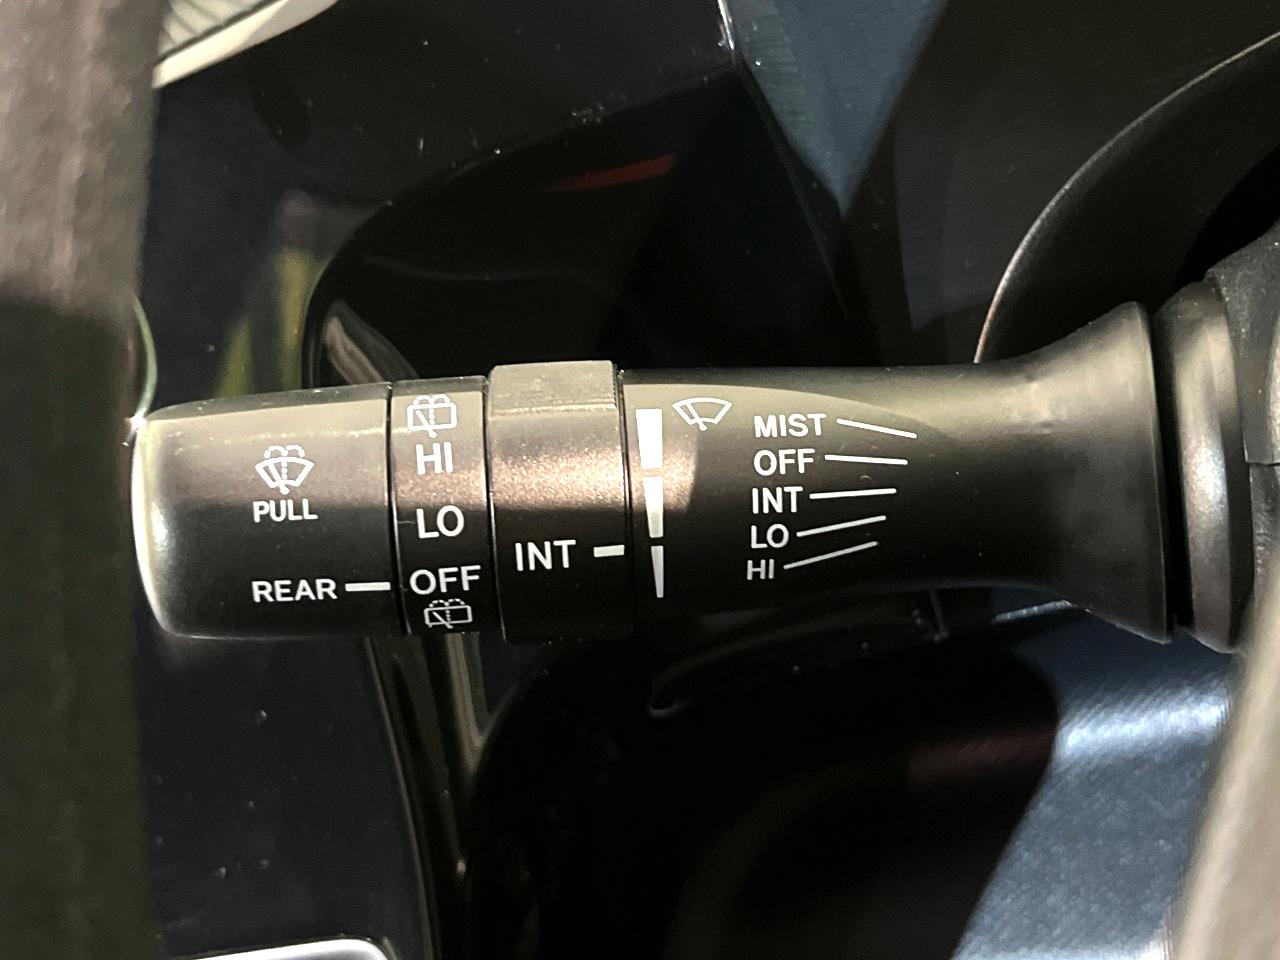 PULL
REAR
HI
LO
OFF
INT
MIST
OFF
INT
LO
HI